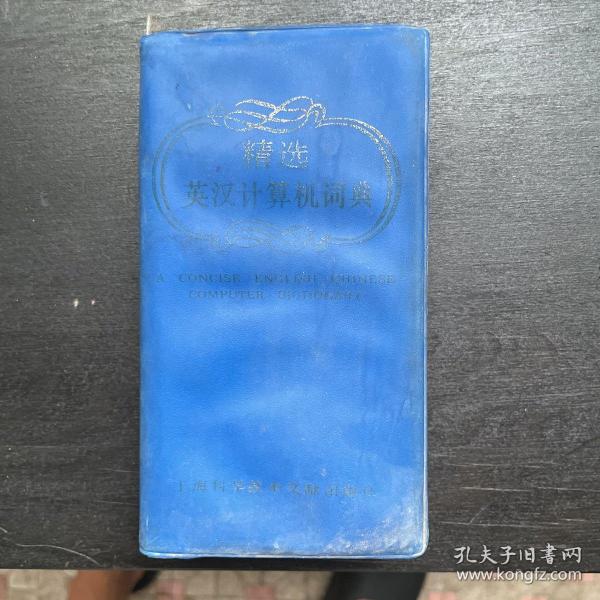 精选
英汉计算机词典
A CONCISE ENGLISH-CHINESE
COMPUTER DICTIONARY
上海科学技术文献出版社
孔夫子旧书网
www.kongfz.com